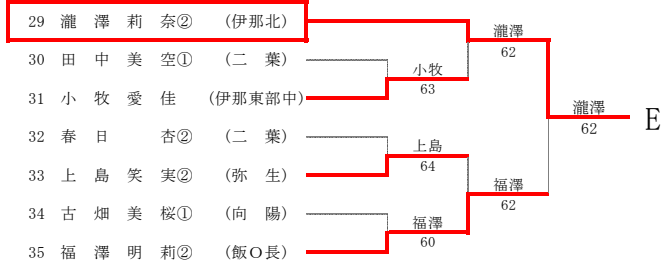 29 瀧 澤 莉 奈② (伊那北)
30 田 中 美 空① (二 葉)
31 小 牧 愛 佳 (伊那東部中)
32 春 日 杏② (二 葉)
33 上 島 笑 実② (弥 生)
34 古 畑 美 桜① (向 陽)
35 福 澤 明 莉② (飯O長)
小牧
63
上島
64
福澤
60
瀧澤
62
福澤
62
瀧澤
62
E